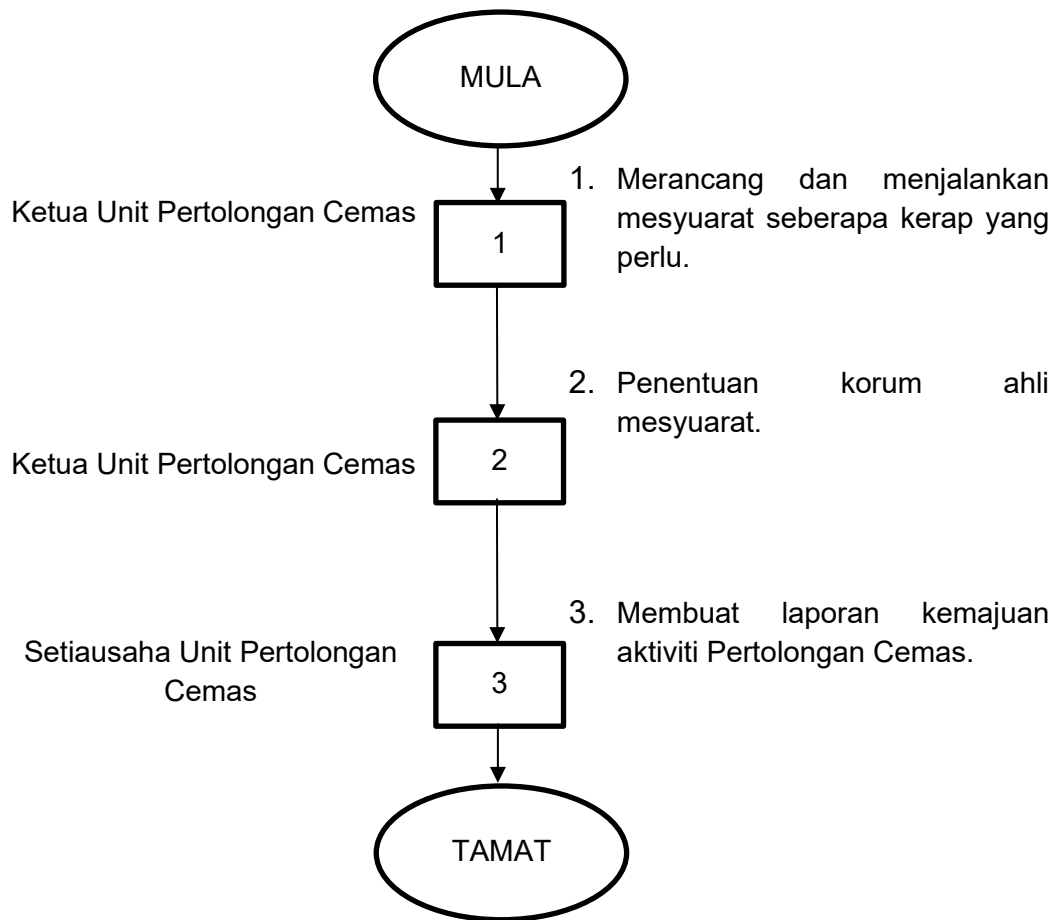 MULA
Ketua Unit Pertolongan Cemas
1
1. Merancang dan menjalankan
mesyuarat seberapa kerap yang
perlu.
Ketua Unit Pertolongan Cemas
2
2. Penentuan korum ahli
mesyuarat.
Setiausaha Unit Pertolongan
Cemas
3
3. Membuat laporan kemajuan
aktiviti Pertolongan Cemas.
TAMAT